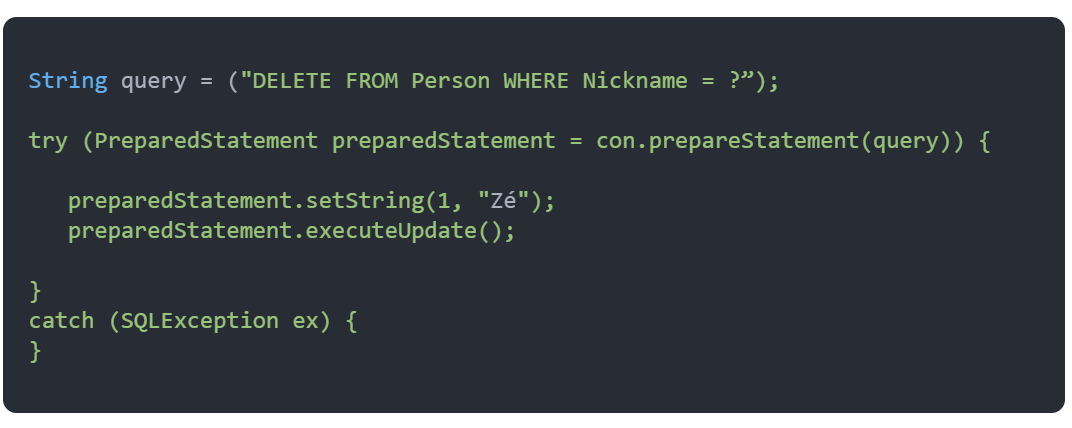 String query = ("DELETE FROM Person WHERE Nickname = ?”);
try (PreparedStatement preparedStatement = con.prepareStatement(query)) {
preparedStatement.setString(1, "Zé");
preparedStatement.executeUpdate();
}
catch (SQLException ex) {
}